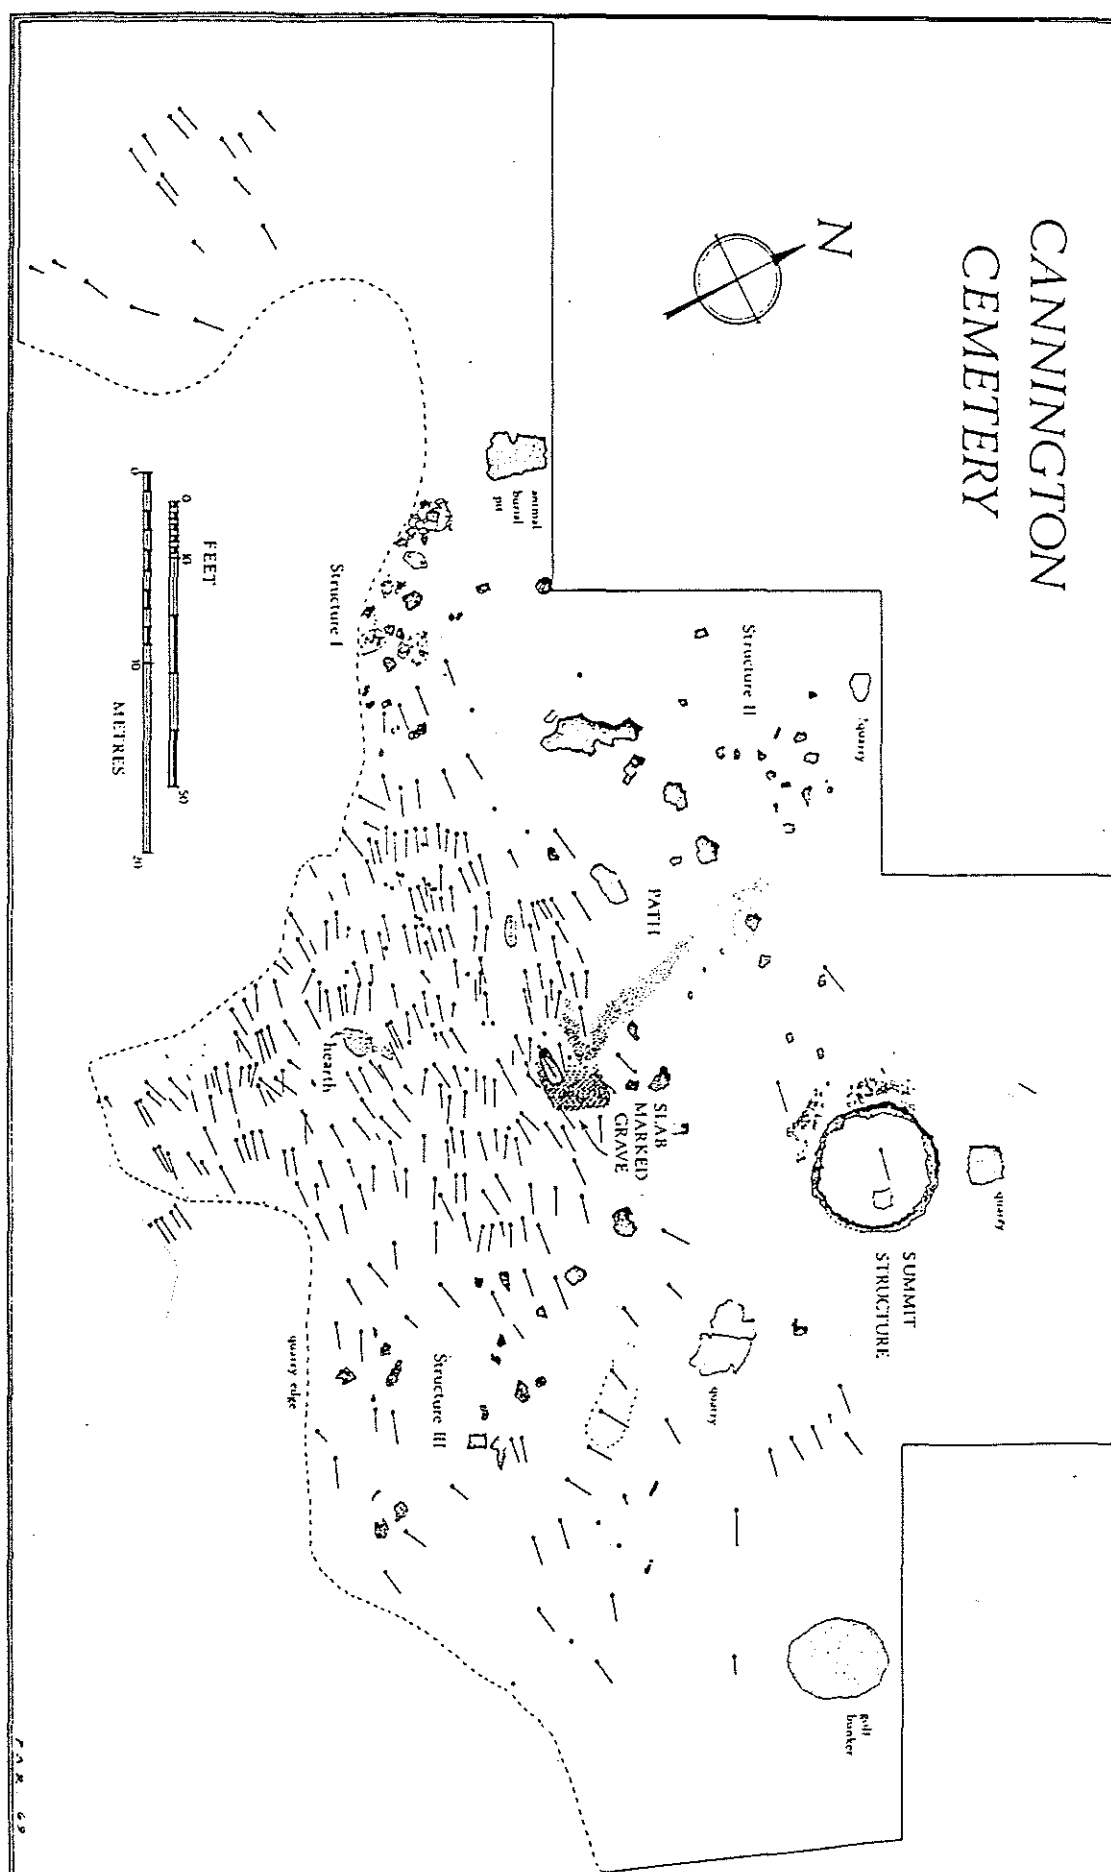 CANNINGTON
CEMETERY
N
?quarry
Structure II
animal
burial
pit
PATH
Structure I
FEET
0
10
50
0
10
20
METRES
hearth
SLAB
MARKED
GRAVE
quarry
SUMMIT
STRUCTURE
quarry
Structure III
quarry edge
golf
bunker